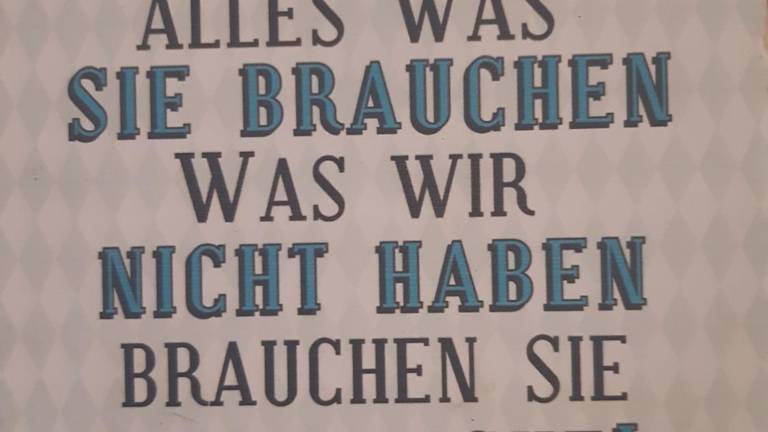 ALLES WAS
SIE BRAUCHEN
WAS WIR
NICHT HABEN
BRAUCHEN SIE